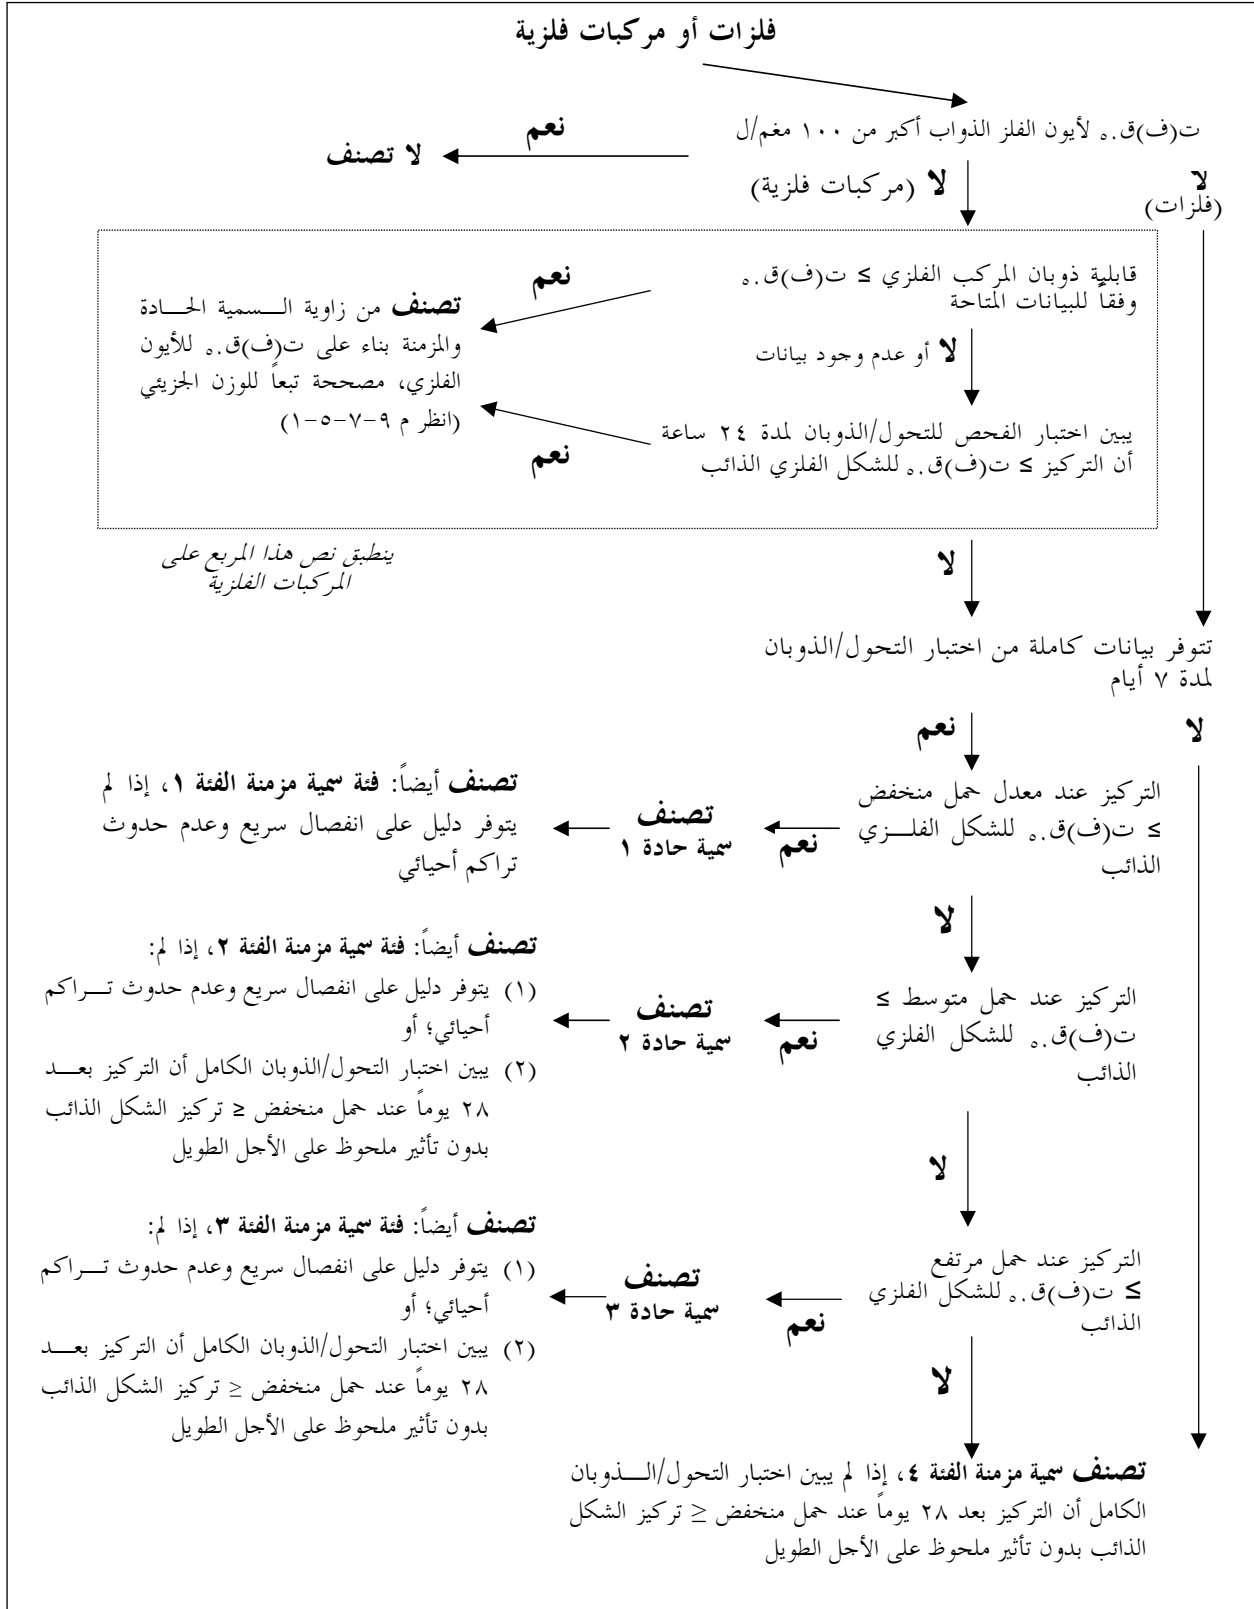 فلزات أو مركبات فلزية
ت(ف)ق.٥ لأيون الفلز الذواب أكبر من ١٠٠ مغم/ل
نعم
لا تصنف
لا (مركبات فلزية)
لا
(فلزات)
قابلية ذوبان المركب الفلزي ≥ ت(ف)ق.٥
وفقاً للبيانات المتاحة
نعم
تصنف من زاوية السمية الحادة
والمزمنة بناء على ت(ف)ق.٥ للأيون
الفلزي، مصححة تبعاً للوزن الجزيئي
(انظر م ٩-٧-٥-١)
لا أو عدم وجود بيانات
يبين اختبار الفحص للتحول/الذوبان لمدة ٢٤ ساعة
أن التركيز ≥ ت(ف)ق.٥ للشكل الفلزي الذائب
نعم
ينطبق نص هذا المربع على
المركبات الفلزية
لا
تتوفر بيانات كاملة من اختبار التحول/الذوبان
لمدة ٧ أيام
نعم
لا
التركيز عند معدل حمل منخفض
≥ ت(ف)ق.٥ للشكل الفلزي
الذائب
نعم
تصنف
سمية حادة ١
تصنف أيضاً: فئة سمية مزمنة الفئة ١، إذا لم
يتوفر دليل على انفصال سريع وعدم حدوث
تراكم أحيائي
لا
التركيز عند حمل متوسط ≥
ت(ف)ق.٥ للشكل الفلزي
الذائب
نعم
تصنف
سمية حادة ٢
تصنف أيضاً: فئة سمية مزمنة الفئة ٢، إذا لم:
(١) يتوفر دليل على انفصال سريع وعدم حدوث تراكم
أحيائي؛ أو
(٢) يبين اختبار التحول/الذوبان الكامل أن التركيز بعد
٢٨ يوماً عند حمل منخفض ≤ تركيز الشكل الذائب
بدون تأثير ملحوظ على الأجل الطويل
لا
التركيز عند حمل مرتفع
≥ ت(ف)ق.٥ للشكل الفلزي
الذائب
نعم
تصنف
سمية حادة ٣
تصنف أيضاً: فئة سمية مزمنة الفئة ٣، إذا لم:
(١) يتوفر دليل على انفصال سريع وعدم حدوث تراكم
أحيائي؛ أو
(٢) يبين اختبار التحول/الذوبان الكامل أن التركيز بعد
٢٨ يوماً عند حمل منخفض ≤ تركيز الشكل الذائب
بدون تأثير ملحوظ على الأجل الطويل
لا
تصنف سمية مزمنة الفئة ٤، إذا لم يبين اختبار التحول/الذوبان
الكامل أن التركيز بعد ٢٨ يوماً عند حمل منخفض ≤ تركيز الشكل
الذائب بدون تأثير ملحوظ على الأجل الطويل